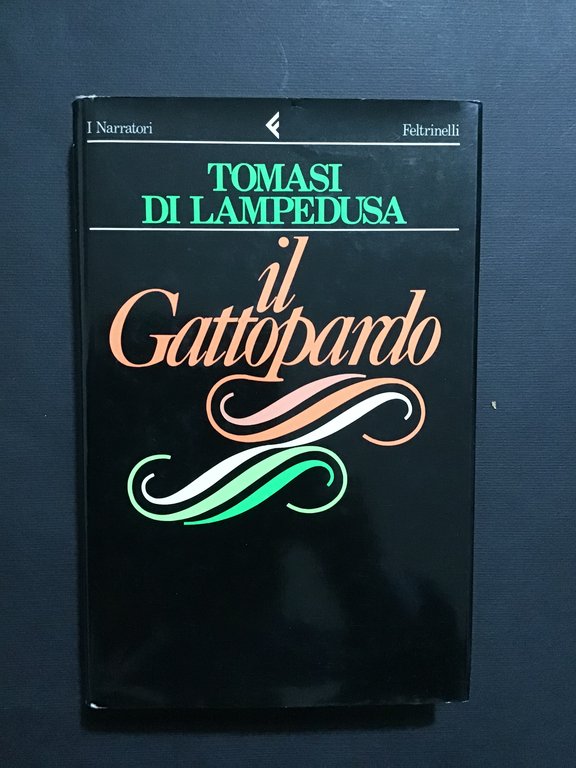 I Narratori Feltrinelli
TOMASI
DI LAMPEDUSA
il
Gattopardo